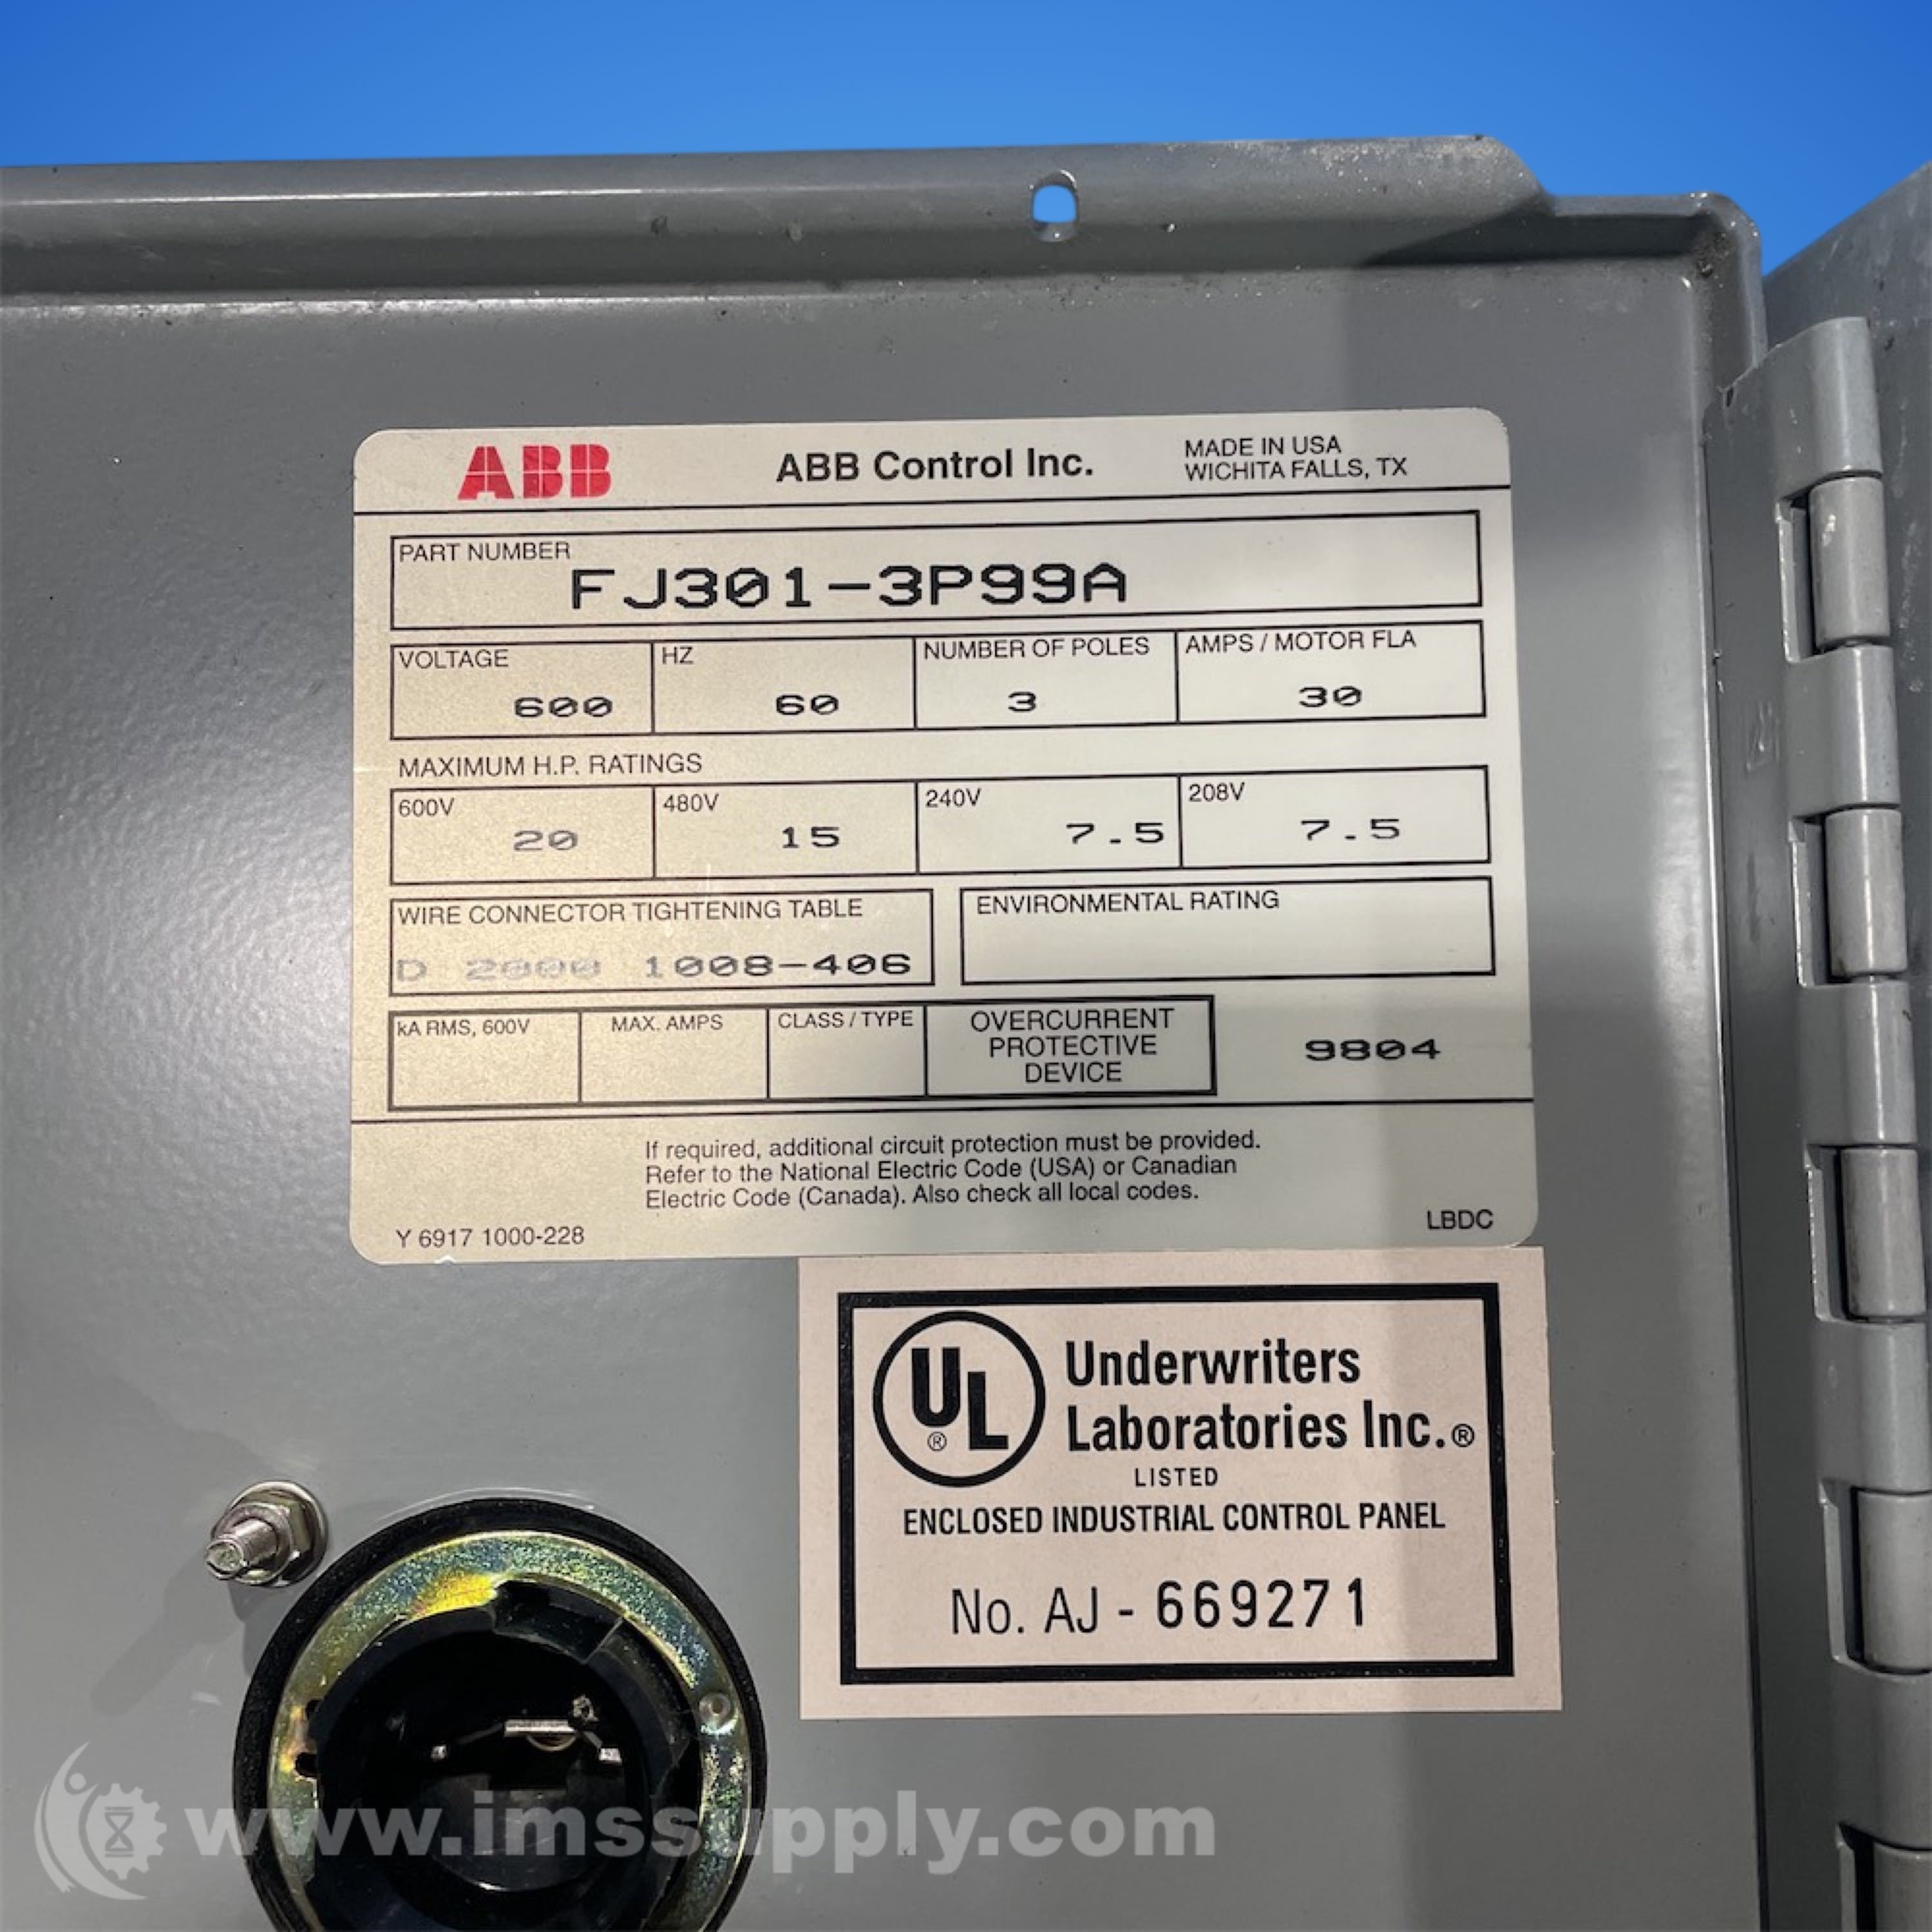 ABB ABB Control Inc. MADE IN USA
WICHITA FALLS, TX
PART NUMBER
FJ301-3P99A
VOLTAGE HZ NUMBER OF POLES AMPS / MOTOR FLA
600 60 3 30
MAXIMUM H.P. RATINGS
600V 480V 240V 208V
20 15 7.5 7.5
WIRE CONNECTOR TIGHTENING TABLE ENVIRONMENTAL RATING
D 2000 1008-406
kA RMS, 600V MAX. AMPS CLASS / TYPE OVERCURRENT
PROTECTIVE
DEVICE
9804
If required, additional circuit protection must be provided.
Refer to the National Electric Code (USA) or Canadian
Electric Code (Canada). Also check all local codes.
Y 6917 1000-228 LBDC
UL® Underwriters
Laboratories Inc.®
LISTED
ENCLOSED INDUSTRIAL CONTROL PANEL
No. AJ - 669271
www.imssupply.com